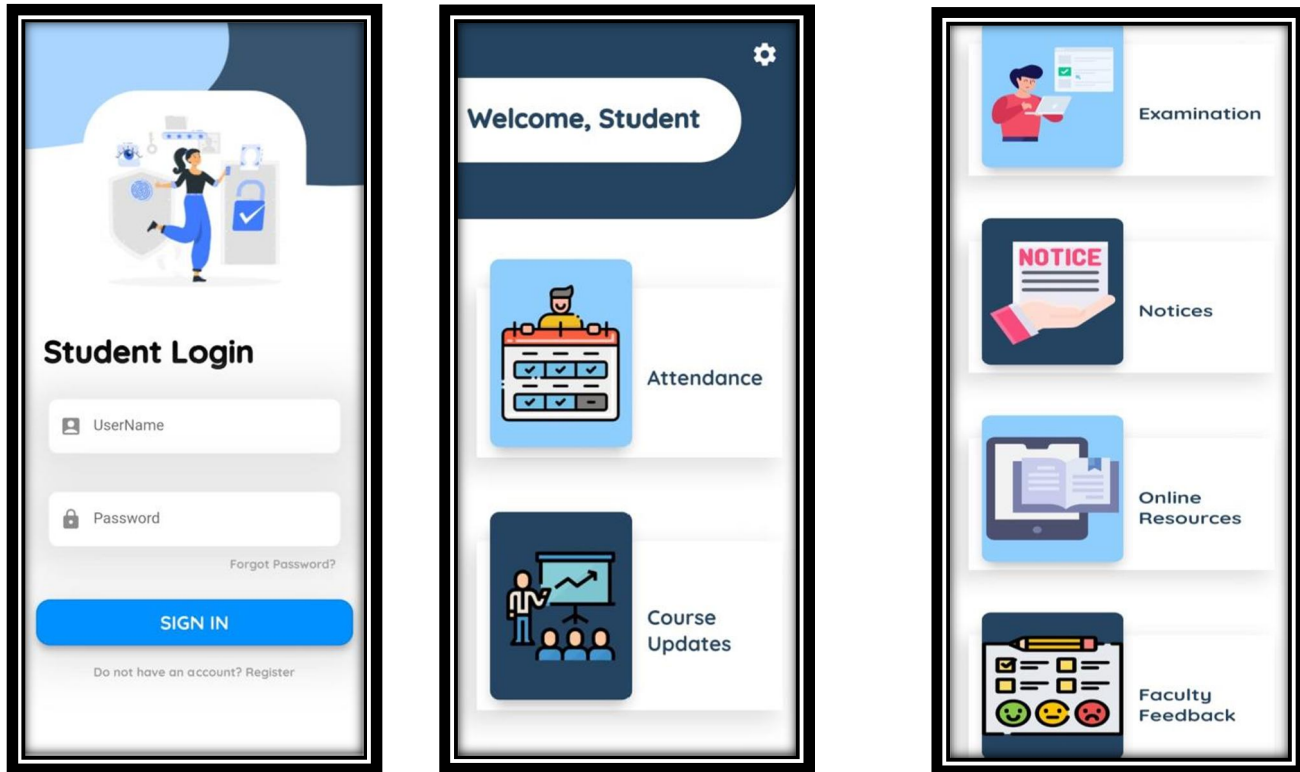 Student Login
UserName
Password
Forgot Password?
SIGN IN
Do not have an account? Register
Welcome, Student
Attendance
Course
Updates
Examination
NOTICE
Notices
Online
Resources
Faculty
Feedback